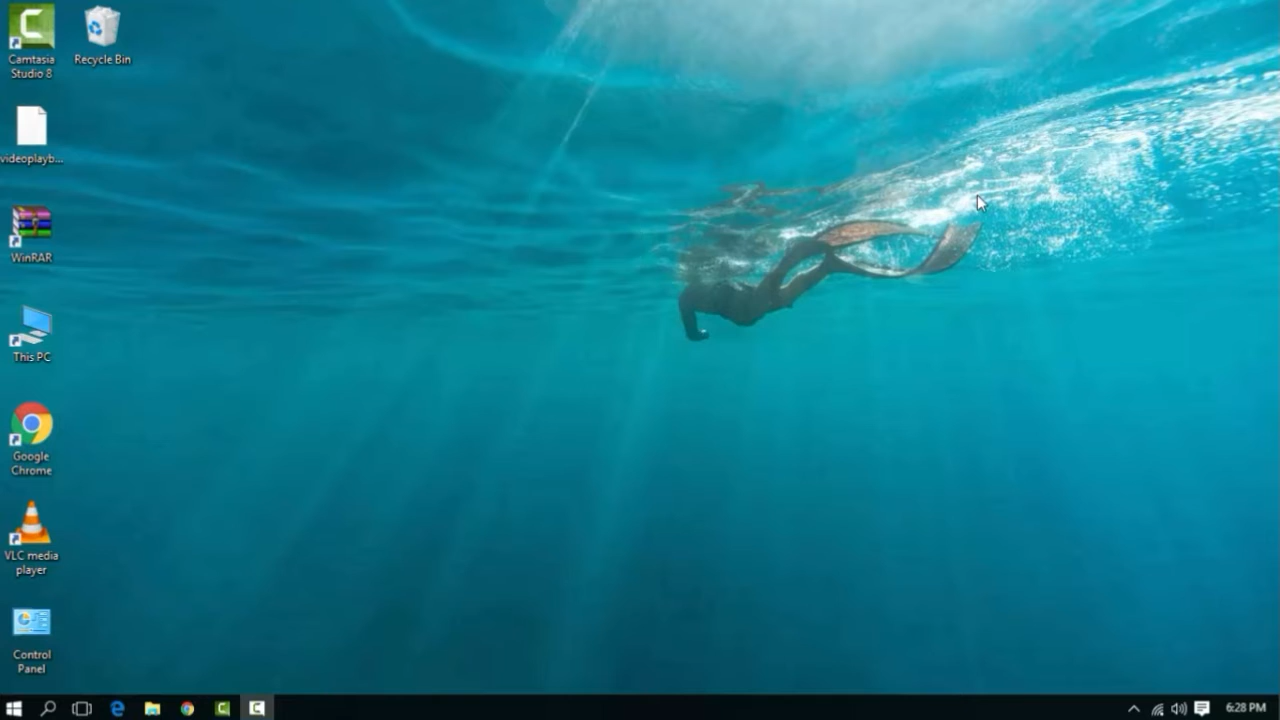 Camtasia
Studio 8
Recycle Bin
videoplayb...
WinRAR
This PC
Google
Chrome
VLC media
player
Control
Panel
6:28 PM